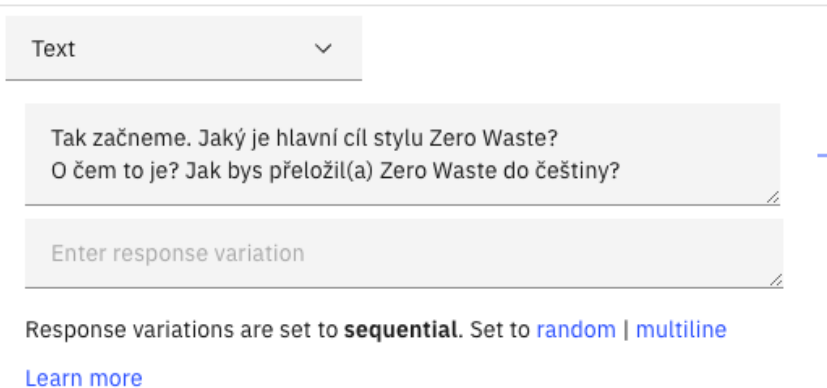 Text
Tak začneme. Jaký je hlavní cíl stylu Zero Waste?
O čem to je? Jak bys přeložil(a) Zero Waste do češtiny?
Enter response variation
Response variations are set to sequential. Set to random | multiline
Learn more